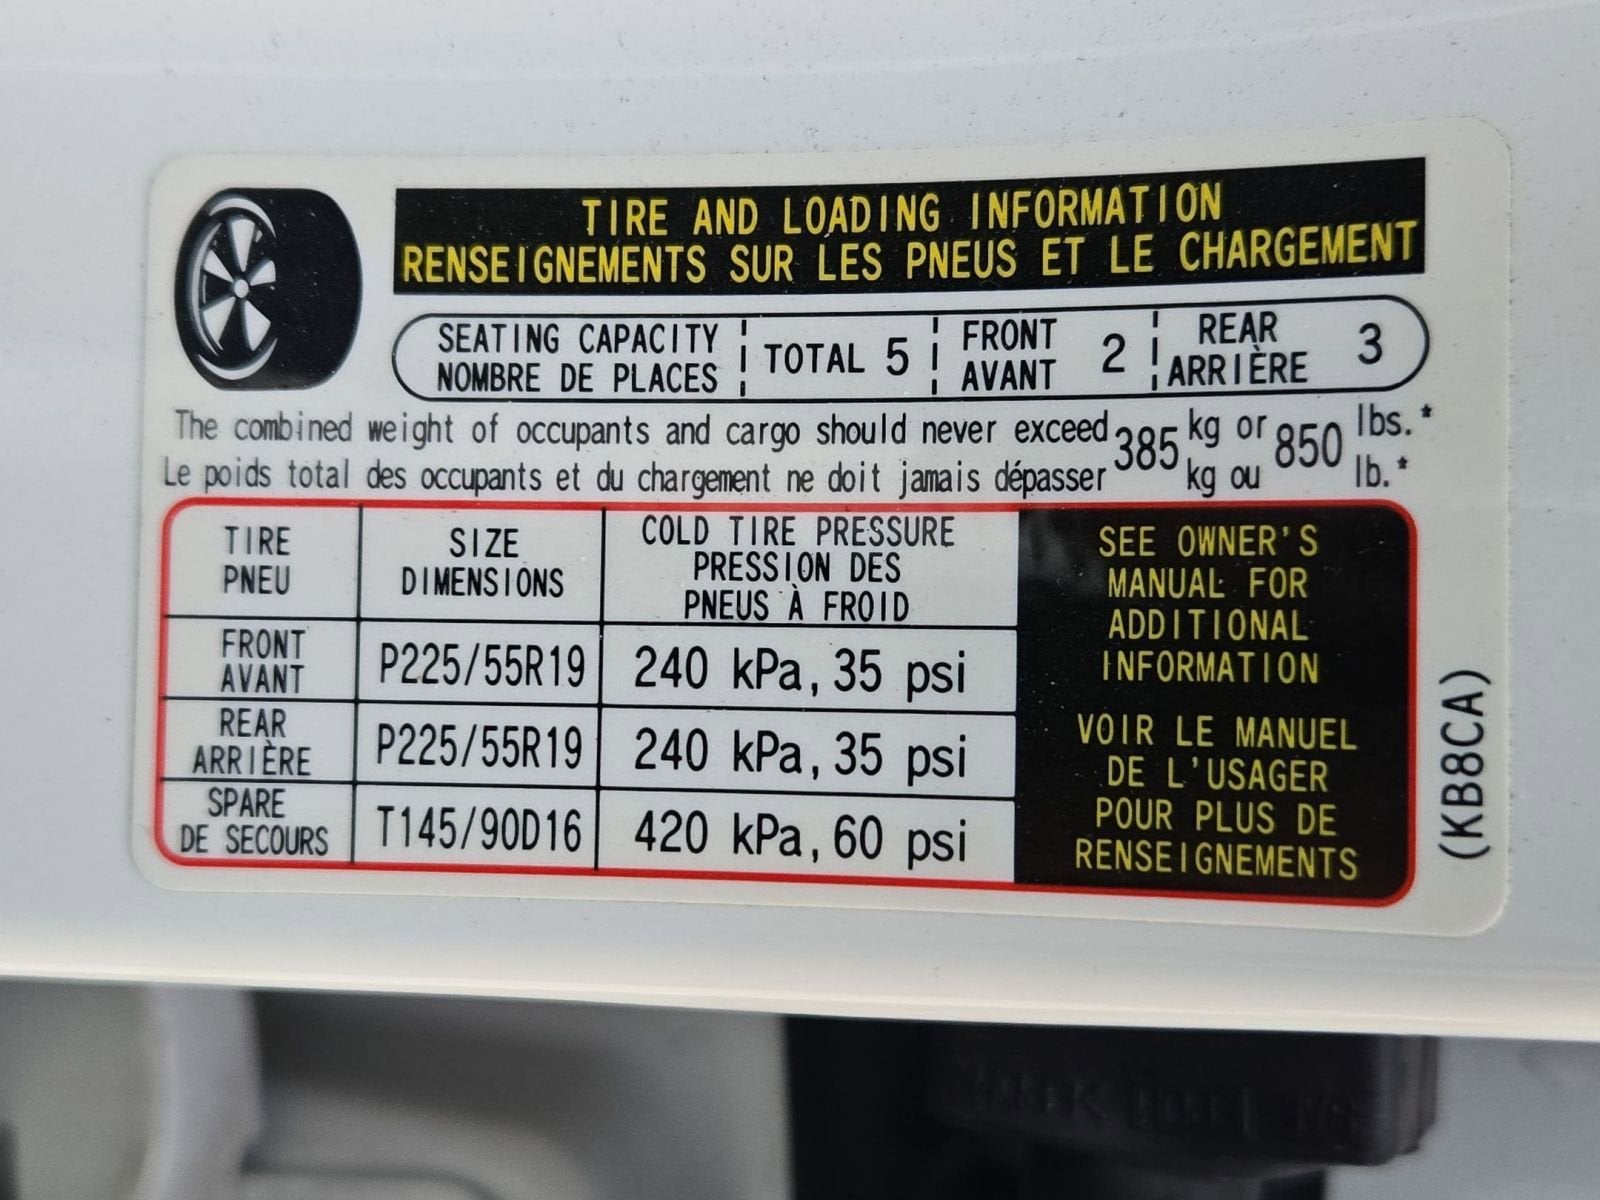 TIRE AND LOADING INFORMATION
RENSEIGNEMENTS SUR LES PNEUS ET LE CHARGEMENT
SEATING CAPACITY
NOMBRE DE PLACES
TOTAL 5
FRONT
AVANT
2
REAR
ARRIÈRE
3
The combined weight of occupants and cargo should never exceed 385 kg or 850 lbs.*
Le poids total des occupants et du chargement ne doit jamais dépasser kg ou lb.*
TIRE
PNEU
SIZE
DIMENSIONS
COLD TIRE PRESSURE
PRESSION DES
PNEUS À FROID
FRONT
AVANT
P225/55R19
240 kPa, 35 psi
REAR
ARRIÈRE
P225/55R19
240 kPa, 35 psi
SPARE
DE SECOURS
T145/90D16
420 kPa, 60 psi
SEE OWNER'S
MANUAL FOR
ADDITIONAL
INFORMATION
VOIR LE MANUEL
DE L'USAGER
POUR PLUS DE
RENSEIGNEMENTS
(KB8CA)